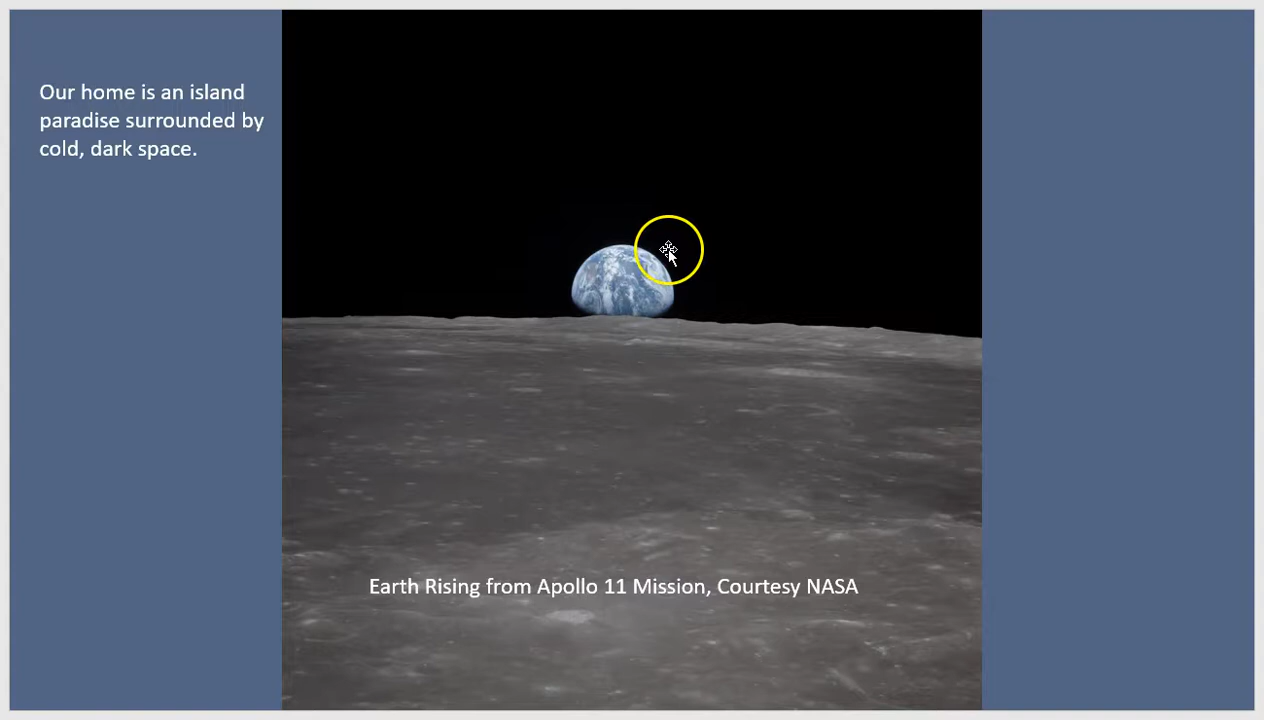 Our home is an island
paradise surrounded by
cold, dark space.
Earth Rising from Apollo 11 Mission, Courtesy NASA